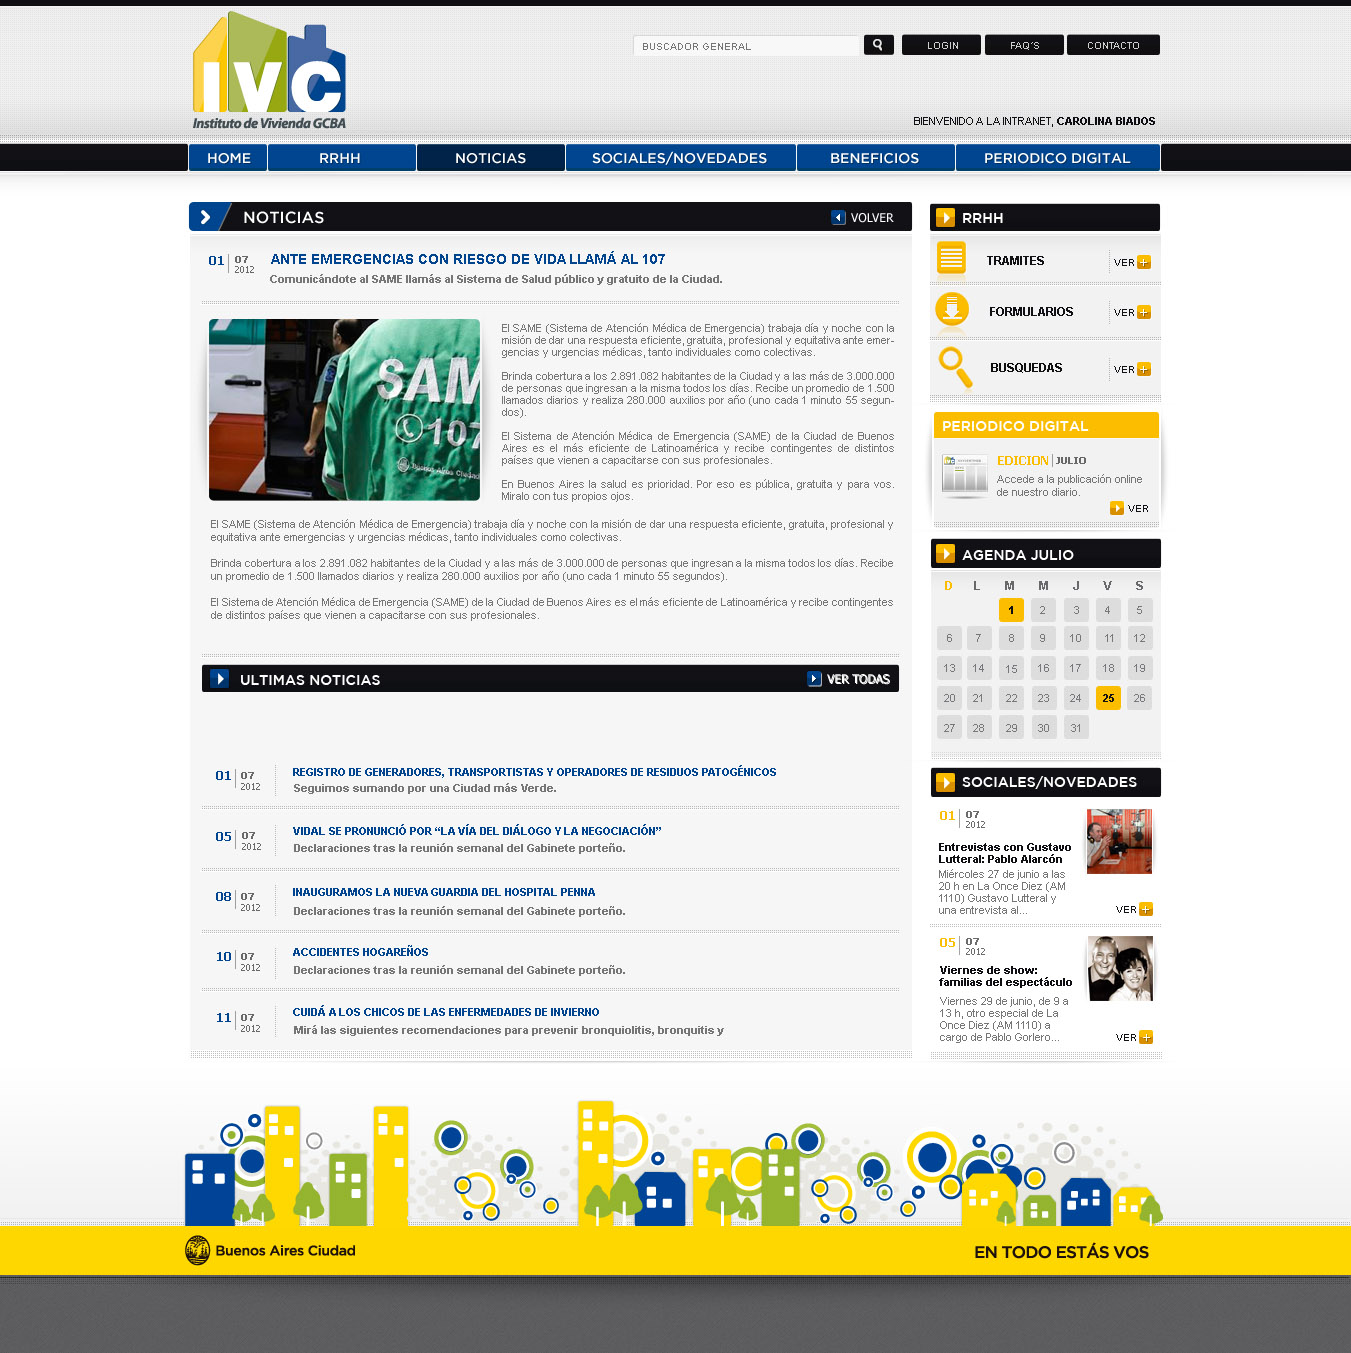 IVC
Instituto de Vivienda GCBA
BUSCADOR GENERAL
LOGIN
FAQ'S
CONTACTO
BIENVENIDO A LA INTRANET, CAROLINA BIADOS
HOME
RRHH
NOTICIAS
SOCIALES/NOVEDADES
BENEFICIOS
PERIODICO DIGITAL
NOTICIAS
VOLVER
01 07 2012
ANTE EMERGENCIAS CON RIESGO DE VIDA LLAMÁ AL 107
Comunicándote al SAME llamás al Sistema de Salud público y gratuito de la Ciudad.
SAM
107
Buenos Aires Ciudad
El SAME (Sistema de Atención Médica de Emergencia) trabaja día y noche con la
misión de dar una respuesta eficiente, gratuita, profesional y equitativa ante emer-
gencias y urgencias médicas, tanto individuales como colectivas.
Brinda cobertura a los 2.891.082 habitantes de la Ciudad y a las más de 3.000.000
de personas que ingresan a la misma todos los días. Recibe un promedio de 1.500
llamados diarios y realiza 280.000 auxilios por año (uno cada 1 minuto 55 segun-
dos).
El Sistema de Atención Médica de Emergencia (SAME) de la Ciudad de Buenos
Aires es el más eficiente de Latinoamérica y recibe contingentes de distintos
países que vienen a capacitarse con sus profesionales.
En Buenos Aires la salud es prioridad. Por eso es pública, gratuita y para vos.
Miralo con tus propios ojos.
El SAME (Sistema de Atención Médica de Emergencia) trabaja día y noche con la misión de dar una respuesta eficiente, gratuita, profesional y
equitativa ante emergencias y urgencias médicas, tanto individuales como colectivas.
Brinda cobertura a los 2.891.082 habitantes de la Ciudad y a las más de 3.000.000 de personas que ingresan a la misma todos los días. Recibe
un promedio de 1.500 llamados diarios y realiza 280.000 auxilios por año (uno cada 1 minuto 55 segundos).
El Sistema de Atención Médica de Emergencia (SAME) de la Ciudad de Buenos Aires es el más eficiente de Latinoamérica y recibe contingentes
de distintos países que vienen a capacitarse con sus profesionales.
ULTIMAS NOTICIAS
VER TODAS
01 07 2012
REGISTRO DE GENERADORES, TRANSPORTISTAS Y OPERADORES DE RESIDUOS PATOGÉNICOS
Seguimos sumando por una Ciudad más Verde.
05 07 2012
VIDAL SE PRONUNCIÓ POR “LA VÍA DEL DIÁLOGO Y LA NEGOCIACIÓN”
Declaraciones tras la reunión semanal del Gabinete porteño.
08 07 2012
INAUGURAMOS LA NUEVA GUARDIA DEL HOSPITAL PENNA
Declaraciones tras la reunión semanal del Gabinete porteño.
10 07 2012
ACCIDENTES HOGAREÑOS
Declaraciones tras la reunión semanal del Gabinete porteño.
11 07 2012
CUIDÁ A LOS CHICOS DE LAS ENFERMEDADES DE INVIERNO
Mirá las siguientes recomendaciones para prevenir bronquiolitis, bronquitis y
RRHH
TRAMITES
VER
FORMULARIOS
VER
BUSQUEDAS
VER
PERIODICO DIGITAL
EDICION JULIO
Accede a la publicación online
de nuestro diario.
VER
AGENDA JULIO
D L M M J V S
1 2 3 4 5
6 7 8 9 10 11 12
13 14 15 16 17 18 19
20 21 22 23 24 25 26
27 28 29 30 31
SOCIALES/NOVEDADES
01 07 2012
Entrevistas con Gustavo
Lutteral: Pablo Alarcón
Miércoles 27 de junio a las
20 h en La Once Diez (AM
1110) Gustavo Lutteral y
una entrevista al...
VER
05 07 2012
Viernes de show:
familias del espectáculo
Viernes 29 de junio, de 9 a
13 h, otro especial de La
Once Diez (AM 1110) a
cargo de Pablo Gorlero...
VER
Buenos Aires Ciudad
EN TODO ESTÁS VOS